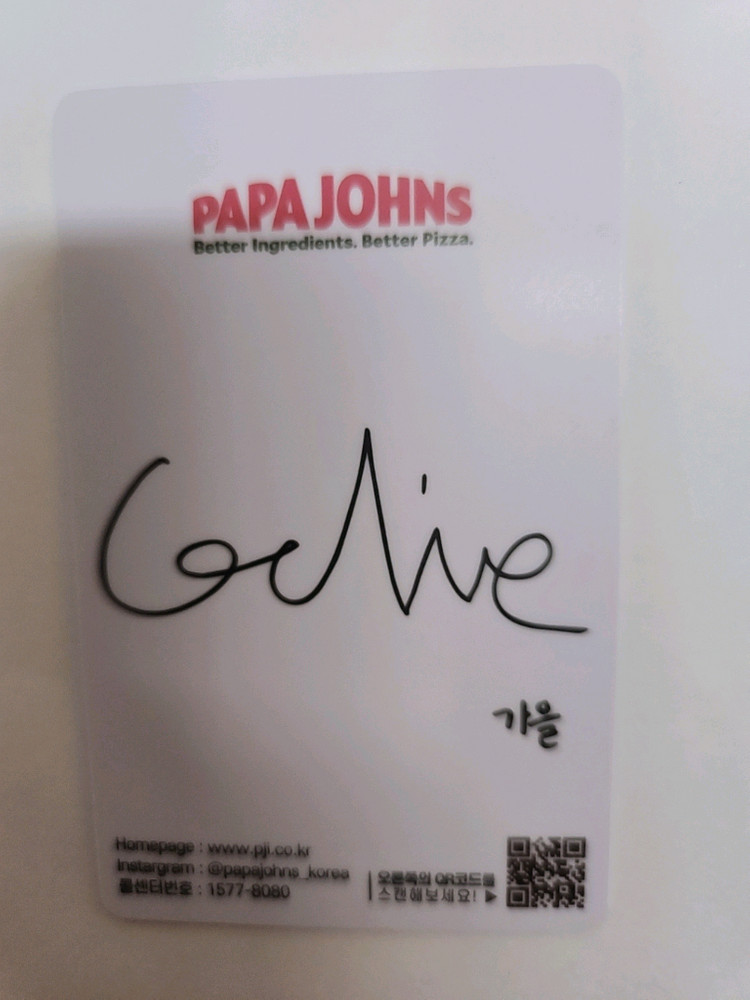 PAPA JOHNS
Better Ingredients. Better Pizza.
가을
Homepage : www.pji.co.kr
Instargram : @papajohns_korea
콜센터번호 : 1577-8080
오른쪽의 QR코드를
스캔해보세요! ▶